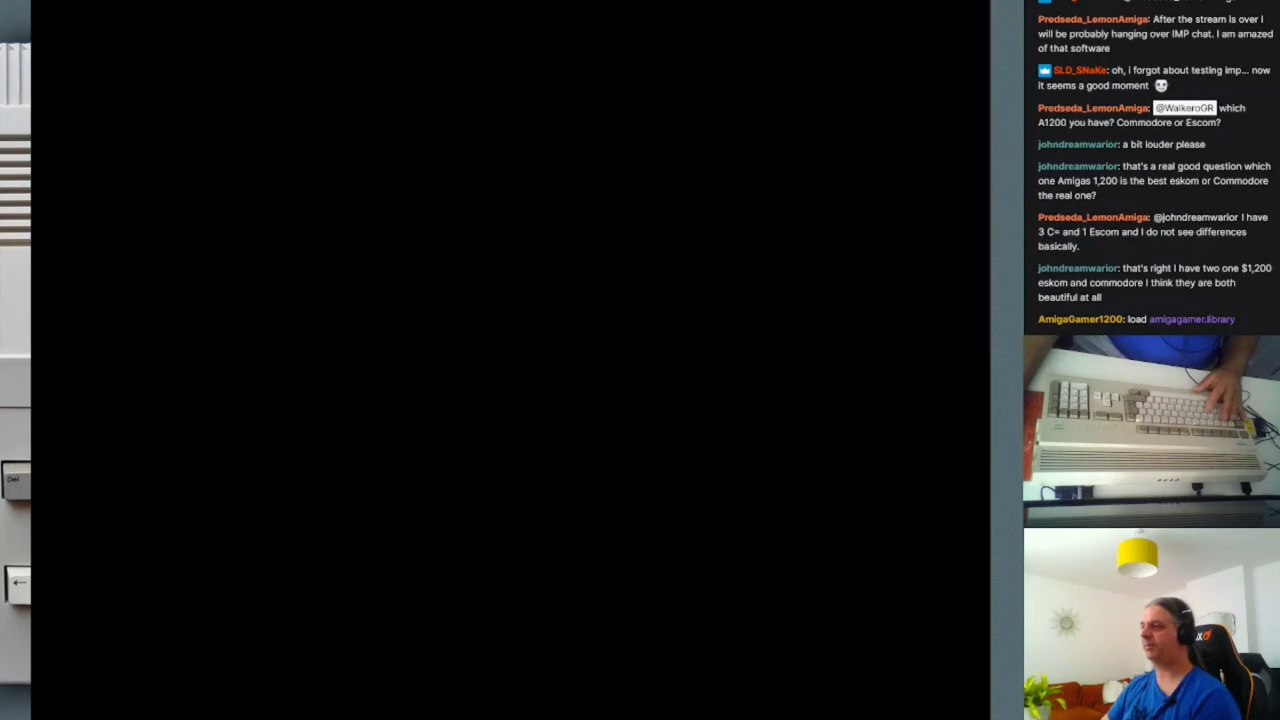 Predseda_LemonAmiga: After the stream is over I
will be probably hanging over IMP chat. I am amazed
of that software
SLD_SNaKe: oh, i forgot about testing imp... now
it seems a good moment
Predseda_LemonAmiga: @WalkeroGR which
A1200 you have? Commodore or Escom?
johndreamwarior: a bit louder please
johndreamwarior: that's a real good question which
one Amigas 1,200 is the best eskom or Commodore
the real one?
Predseda_LemonAmiga: @johndreamwarior I have
3 C= and 1 Escom and I do not see differences
basically.
johndreamwarior: that's right I have two one $1,200
eskom and commodore I think they are both
beautiful at all
AmigaGamer1200: load amigagamer.library
Del
←